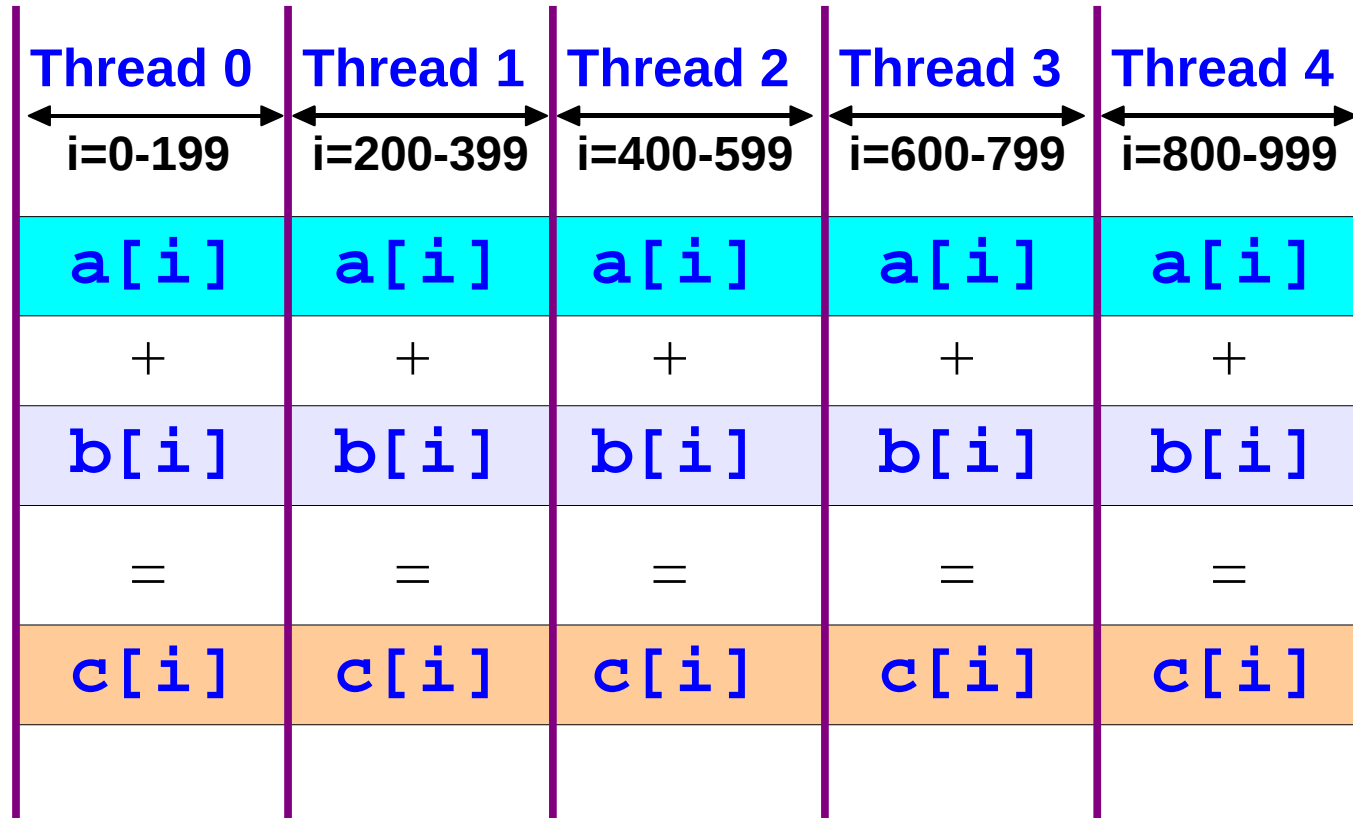 Thread 0 Thread 1 Thread 2 Thread 3 Thread 4
i=0-199 i=200-399 i=400-599 i=600-799 i=800-999
a[i] a[i] a[i] a[i] a[i]
+ + + + +
b[i] b[i] b[i] b[i] b[i]
= = = = =
c[i] c[i] c[i] c[i] c[i]